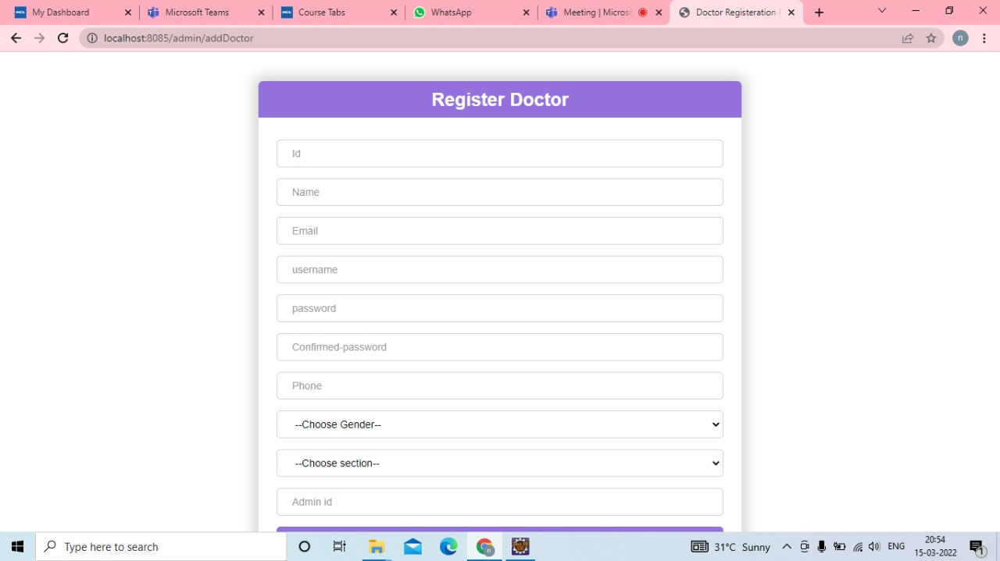 My Dashboard
Microsoft Teams
Course Tabs
WhatsApp
Meeting | Micros
Doctor Registeration
localhost:8085/admin/addDoctor
n
Register Doctor
Id
Name
Email
username
password
Confirmed-password
Phone
--Choose Gender--
--Choose section--
Admin id
Type here to search
31°C Sunny
ENG
20:54
15-03-2022
1